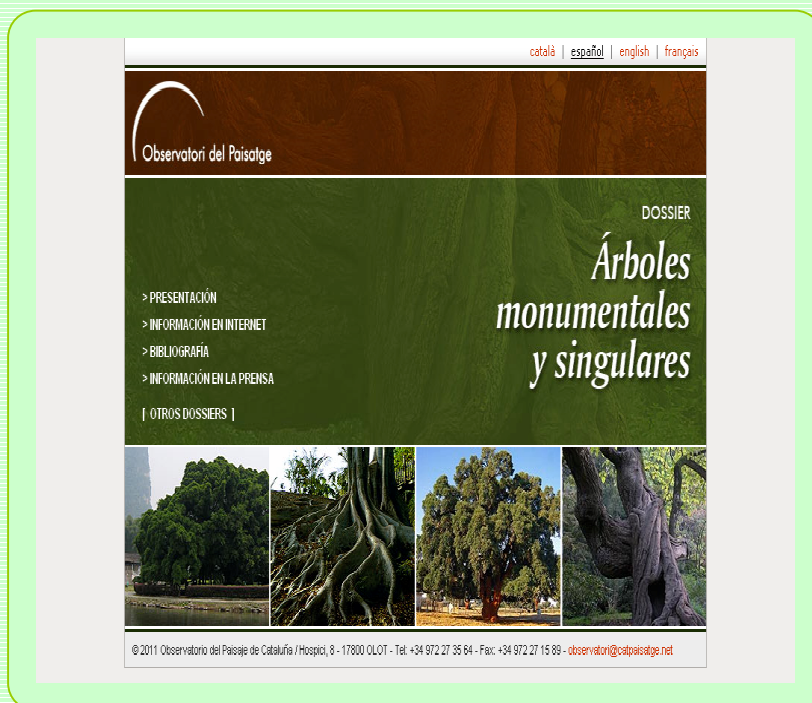 català | español | english | français
Observatori del Paisatge
DOSSIER
Árboles
monumentales
y singulares
> PRESENTACIÓN
> INFORMACIÓN EN INTERNET
> BIBLIOGRAFÍA
> INFORMACIÓN EN LA PRENSA
[ OTROS DOSSIERS ]
© 2011 Observatorio del Paisaje de Cataluña / Hospici, 8 - 17800 OLOT - Tel: +34 972 27 35 64 - Fax: +34 972 27 15 89 - observatori@catpaisatge.net